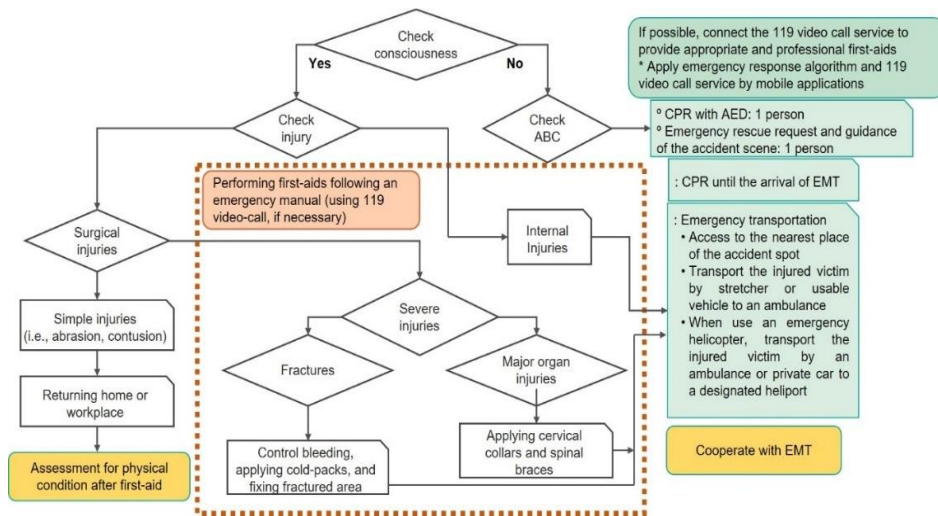 Check
consciousness
Yes
No
Check
injury
Check
ABC
If possible, connect the 119 video call service to
provide appropriate and professional first-aids
* Apply emergency response algorithm and 119
video call service by mobile applications
º CPR with AED: 1 person
º Emergency rescue request and guidance
of the accident scene: 1 person
: CPR until the arrival of EMT
Performing first-aids following an
emergency manual (using 119
video-call, if necessary)
Surgical
injuries
Internal
Injuries
: Emergency transportation
• Access to the nearest place
of the accident spot
• Transport the injured victim
by stretcher or usable
vehicle to an ambulance
• When use an emergency
helicopter, transport the
injured victim by an
ambulance or private car to
a designated heliport
Simple injuries
(i.e., abrasion, contusion)
Severe
injuries
Fractures
Major organ
injuries
Returning home or
workplace
Assessment for physical
condition after first-aid
Control bleeding,
applying cold-packs, and
fixing fractured area
Applying cervical
collars and spinal
braces
Cooperate with EMT